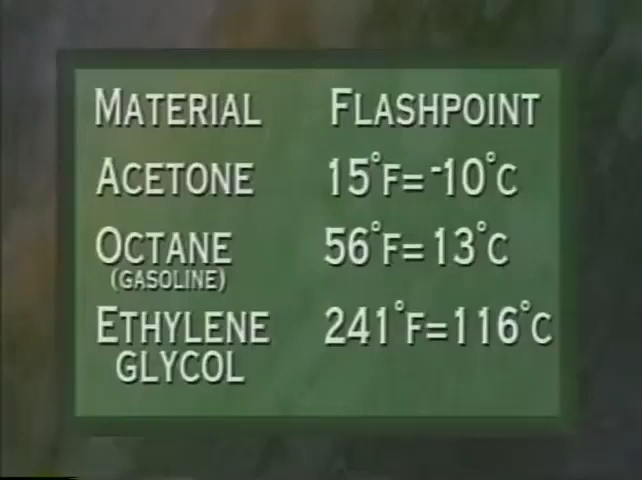 MATERIAL FLASHPOINT
ACETONE 15°F= -10°C
OCTANE 56°F= 13°C
(GASOLINE)
ETHYLENE 241°F=116°C
GLYCOL